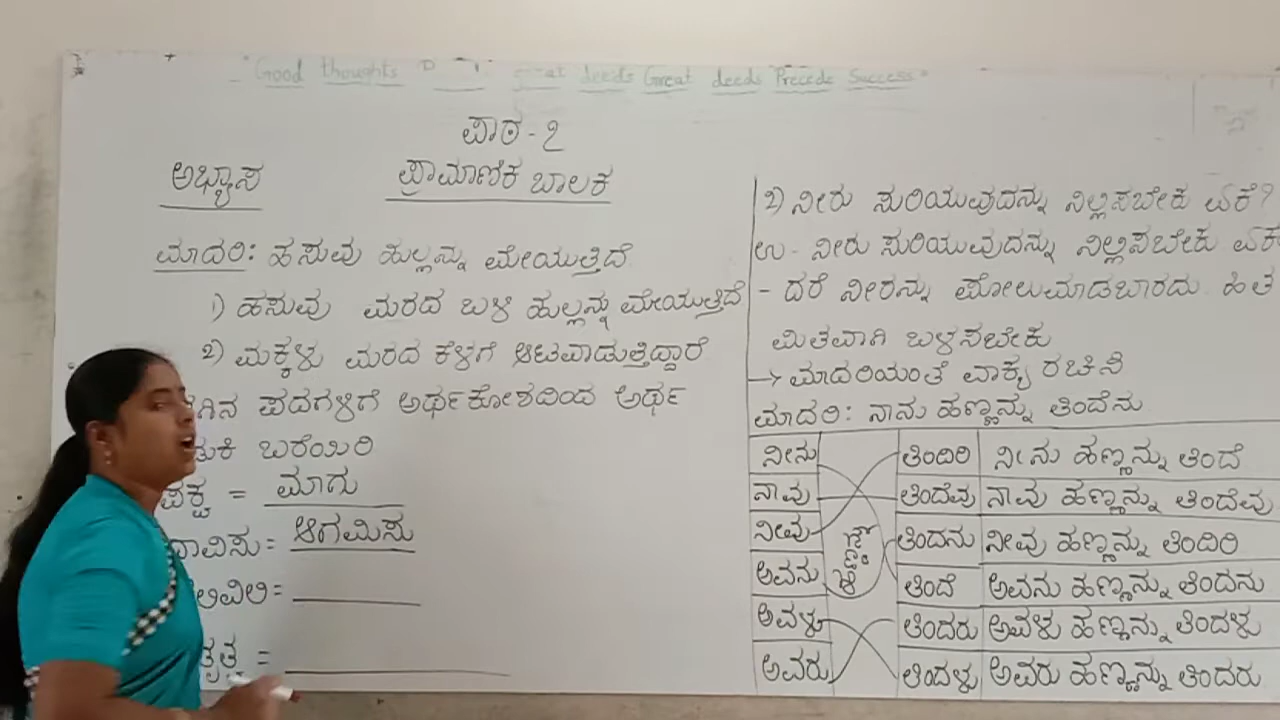 "Good thoughts deeds Great deeds Precede Success"
ಪಾಠ - ೨
ಅಭ್ಯಾಸ ಪ್ರಾಮಾಣಿಕ ಬಾಲಕ
ಮಾದರಿ: ಹಸುವು ಹುಲ್ಲನ್ನು ಮೇಯುತ್ತಿದೆ
೧) ಹಸುವು ಮರದ ಬಳಿ ಹುಲ್ಲನ್ನು ಮೇಯುತ್ತಿದೆ
೨) ಮಕ್ಕಳು ಮರದ ಕೆಳಗೆ ಆಟವಾಡುತ್ತಿದ್ದಾರೆ
ಪದಗಳಿಗೆ ಅರ್ಥಕೋಶದಿಂದ ಅರ್ಥ
ಬರೆಯಿರಿ
ಪಕ್ವ = ಮಾಗು
= ಆಗಮಿಸು
೨) ನೀರು ಸುರಿಯುವುದನ್ನು ನಿಲ್ಲಿಸಬೇಕು ಏಕೆ?
ಉ - ನೀರು ಸುರಿಯುವುದನ್ನು ನಿಲ್ಲಿಸಬೇಕು ಏಕೆ
- ದರೆ ನೀರನ್ನು ಪೋಲುಮಾಡಬಾರದು. ಹಿತ
ಮಿತವಾಗಿ ಬಳಸಬೇಕು
→ ಮಾದರಿಯಂತೆ ವಾಕ್ಯ ರಚಿಸಿ
ಮಾದರಿ: ನಾನು ಹಣ್ಣನ್ನು ತಿಂದೆನು.
ನೀನು ತಿಂದಿರಿ ನೀನು ಹಣ್ಣನ್ನು ತಿಂದೆ
ನಾವು ತಿಂದೆವು ನಾವು ಹಣ್ಣನ್ನು ತಿಂದೆವು
ನೀವು ತಿಂದನು ನೀವು ಹಣ್ಣನ್ನು ತಿಂದಿರಿ
ಅವನು ತಿಂದೆ ಅವನು ಹಣ್ಣನ್ನು ತಿಂದನು
ಅವಳು ತಿಂದರು ಅವಳು ಹಣ್ಣನ್ನು ತಿಂದಳು
ಅವರು ತಿಂದಳು ಅವರು ಹಣ್ಣನ್ನು ತಿಂದರು